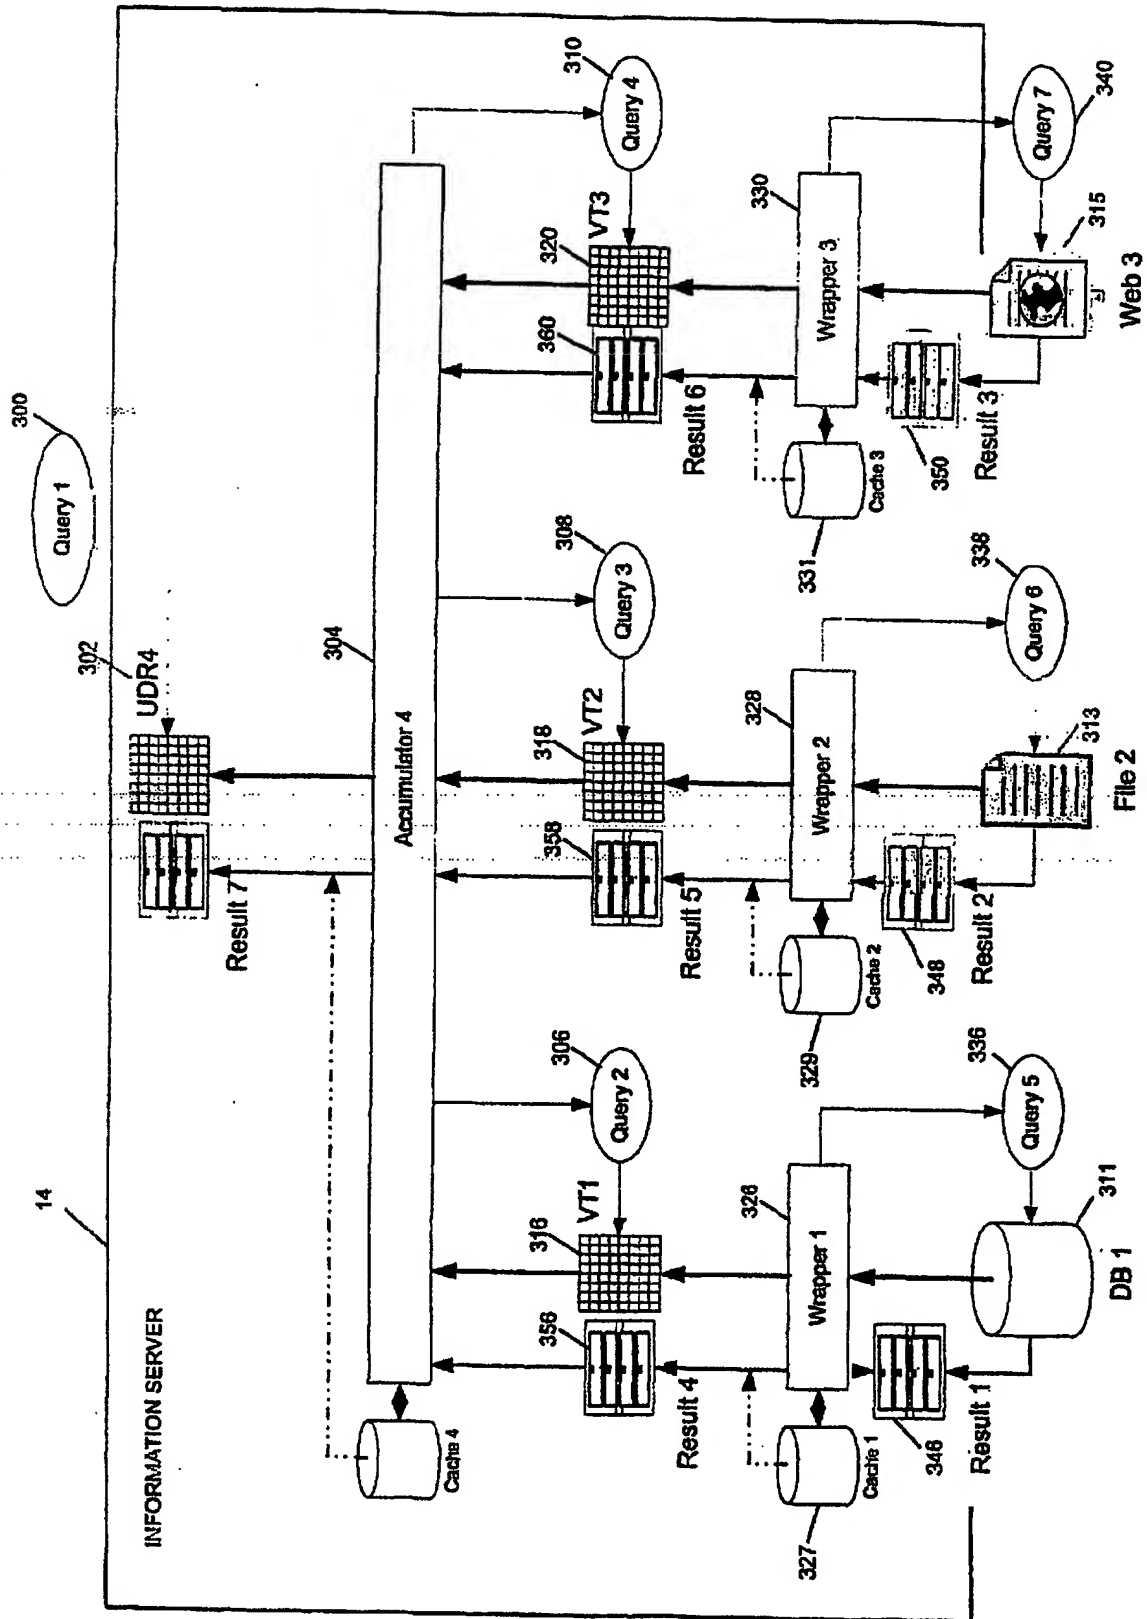 300
Query 1
14
INFORMATION SERVER
302
UDR4
Result 7
304
Accumulator 4
Cache 4
306
Query 2
308
Query 3
310
Query 4
316
VT1
318
VT2
320
VT3
356
358
360
Result 4
Result 5
Result 6
326
Wrapper 1
328
Wrapper 2
330
Wrapper 3
Cache 1
327
Cache 2
329
Cache 3
331
346
Result 1
348
Result 2
350
Result 3
336
Query 5
338
Query 6
340
Query 7
311
DB 1
313
File 2
315
Web 3